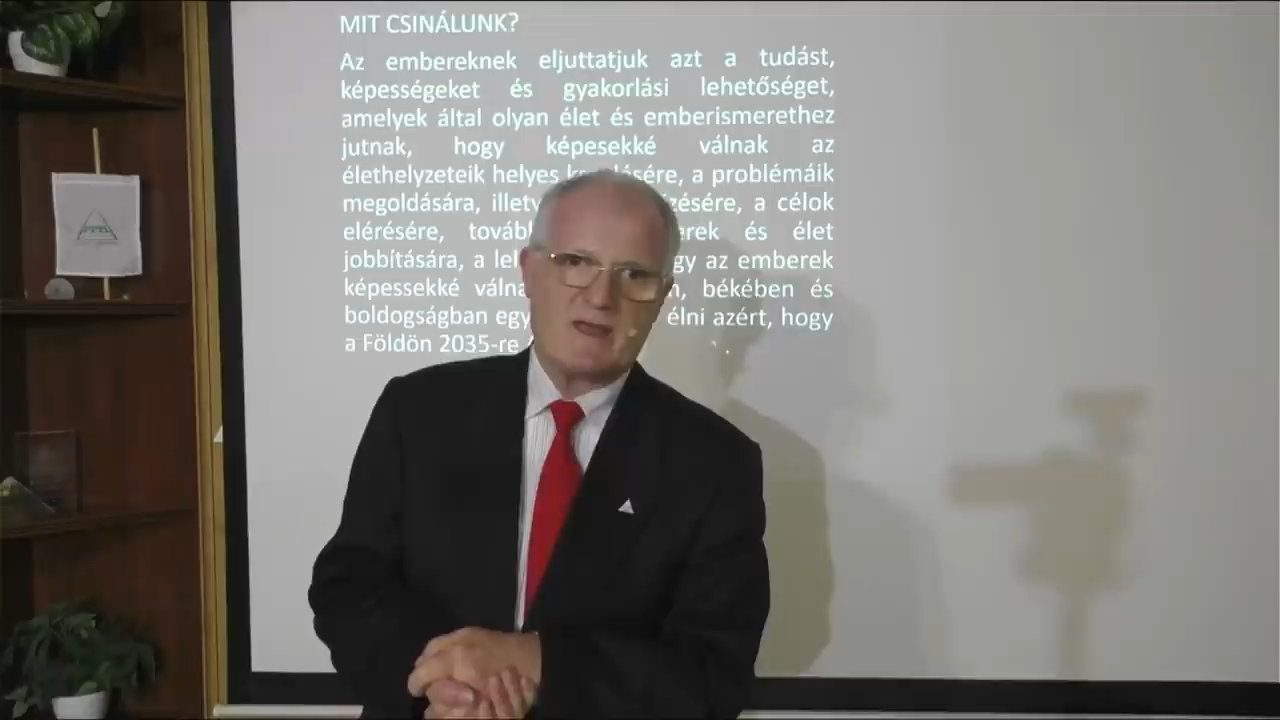 MIT CSINÁLUNK?
Az embereknek eljuttatjuk azt a tudást,
képességeket és gyakorlási lehetőséget,
amelyek által olyan élet és emberismerethez
jutnak, hogy képesekké válnak az
élethelyzeteik helyes a problémáik
megoldására, a célok
elérésére, és élet
jobbítására, a az emberek
képessekké békében és
boldogságban élni azért, hogy
a Földön 2035-re